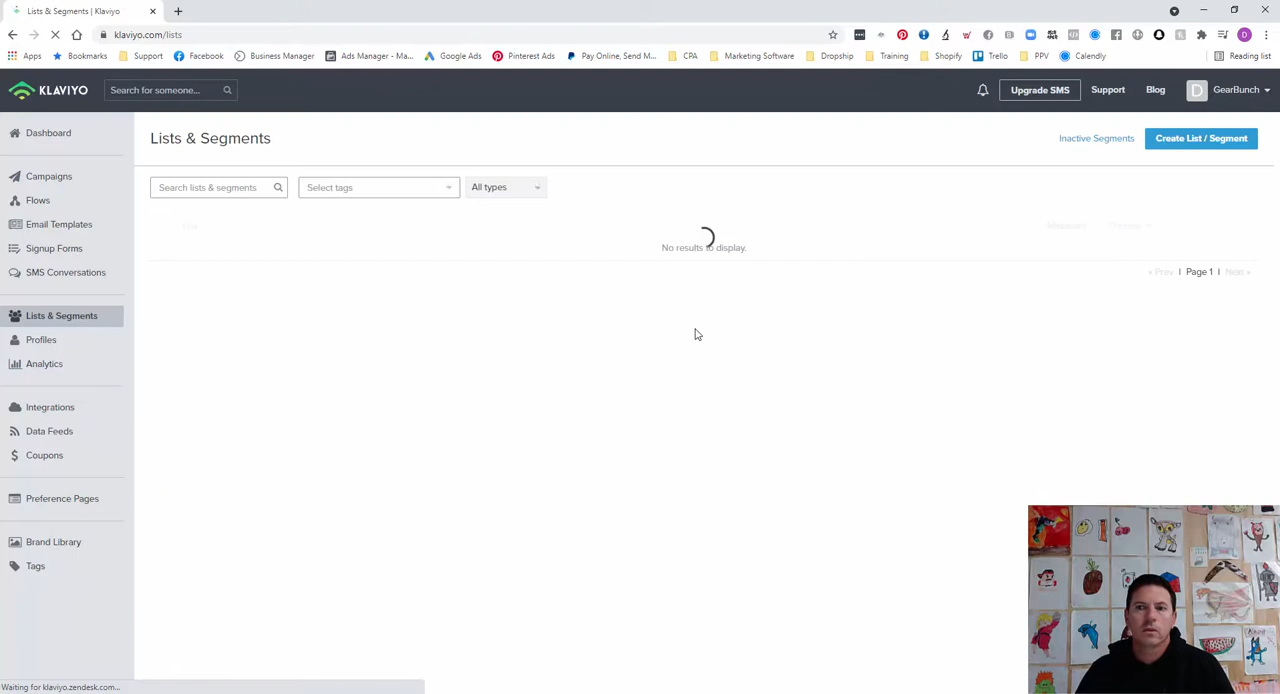 Lists & Segments | Klaviyo
klaviyo.com/lists
Apps
Bookmarks
Support
Facebook
Business Manager
Ads Manager - Ma...
Google Ads
Pinterest Ads
Pay Online, Send M...
CPA
Marketing Software
Dropship
Training
Shopify
Trello
PPV
Calendly
Reading list
KLAVIYO
Search for someone...
Upgrade SMS
Support
Blog
D
GearBunch
Dashboard
Campaigns
Flows
Email Templates
Signup Forms
SMS Conversations
Lists & Segments
Profiles
Analytics
Integrations
Data Feeds
Coupons
Preference Pages
Brand Library
Tags
Lists & Segments
Inactive Segments
Create List / Segment
Search lists & segments
Select tags
All types
No results to display.
« Prev | Page 1 | Next »
Waiting for klaviyo.zendesk.com...